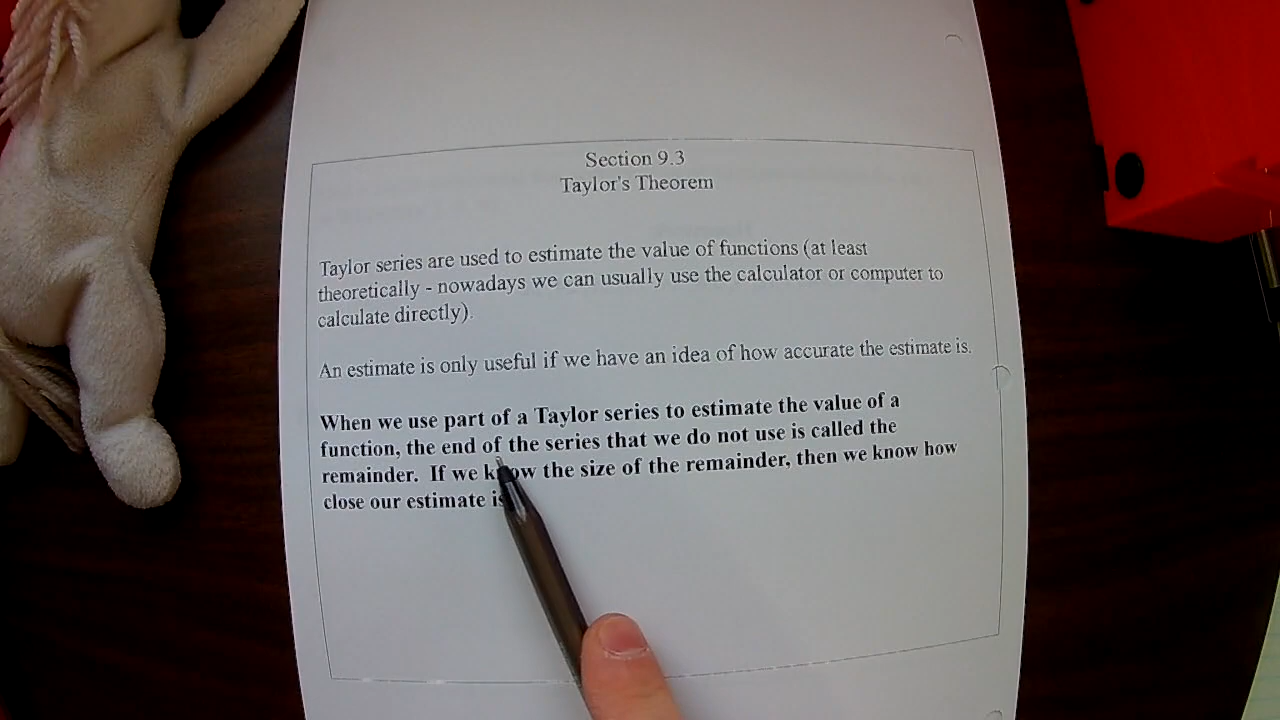 Section 9.3
Taylor's Theorem
Taylor series are used to estimate the value of functions (at least
theoretically - nowadays we can usually use the calculator or computer to
calculate directly).
An estimate is only useful if we have an idea of how accurate the estimate is.
When we use part of a Taylor series to estimate the value of a
function, the end of the series that we do not use is called the
remainder. If we know the size of the remainder, then we know how
close our estimate is